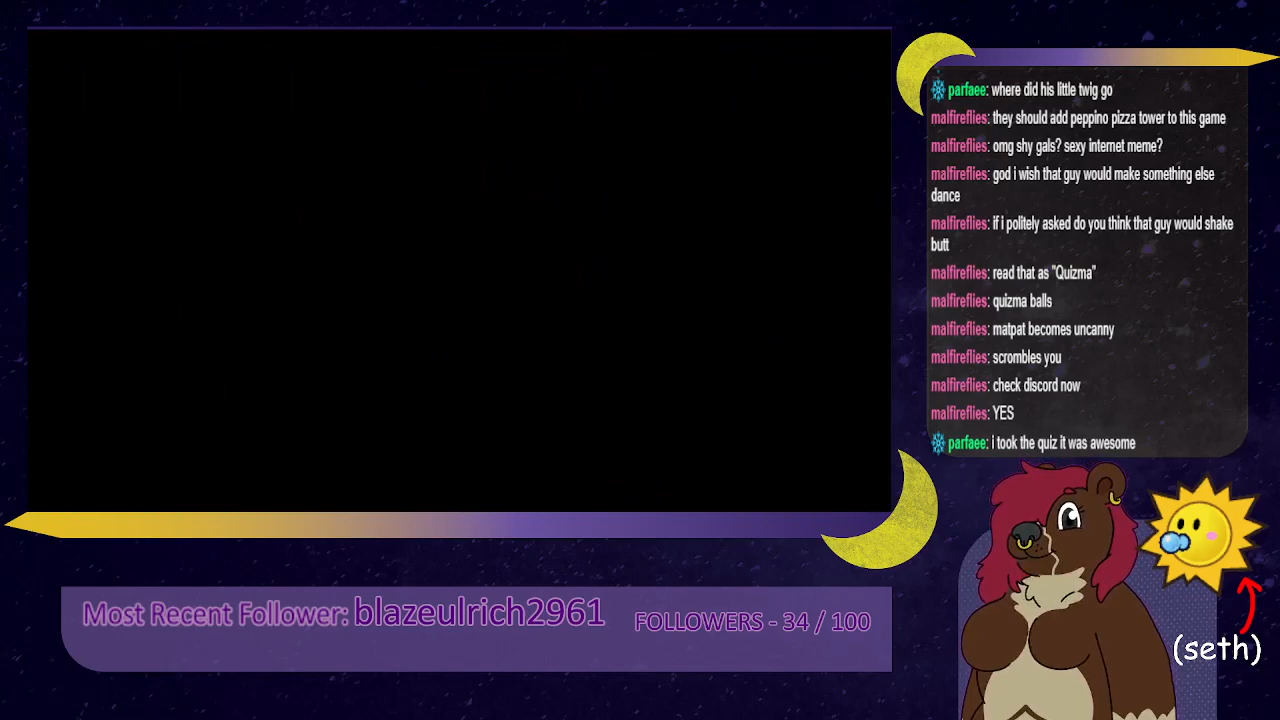 parfaee: where did his little twig go
malfireflies: they should add peppino pizza tower to this game
malfireflies: omg shy gals? sexy internet meme?
malfireflies: god i wish that guy would make something else
dance
malfireflies: if i politely asked do you think that guy would shake
butt
malfireflies: read that as "Quizma"
malfireflies: quizma balls
malfireflies: matpat becomes uncanny
malfireflies: scrombles you
malfireflies: check discord now
malfireflies: YES
parfaee: i took the quiz it was awesome
Most Recent Follower: blazeulrich2961
FOLLOWERS - 34 / 100
(seth)